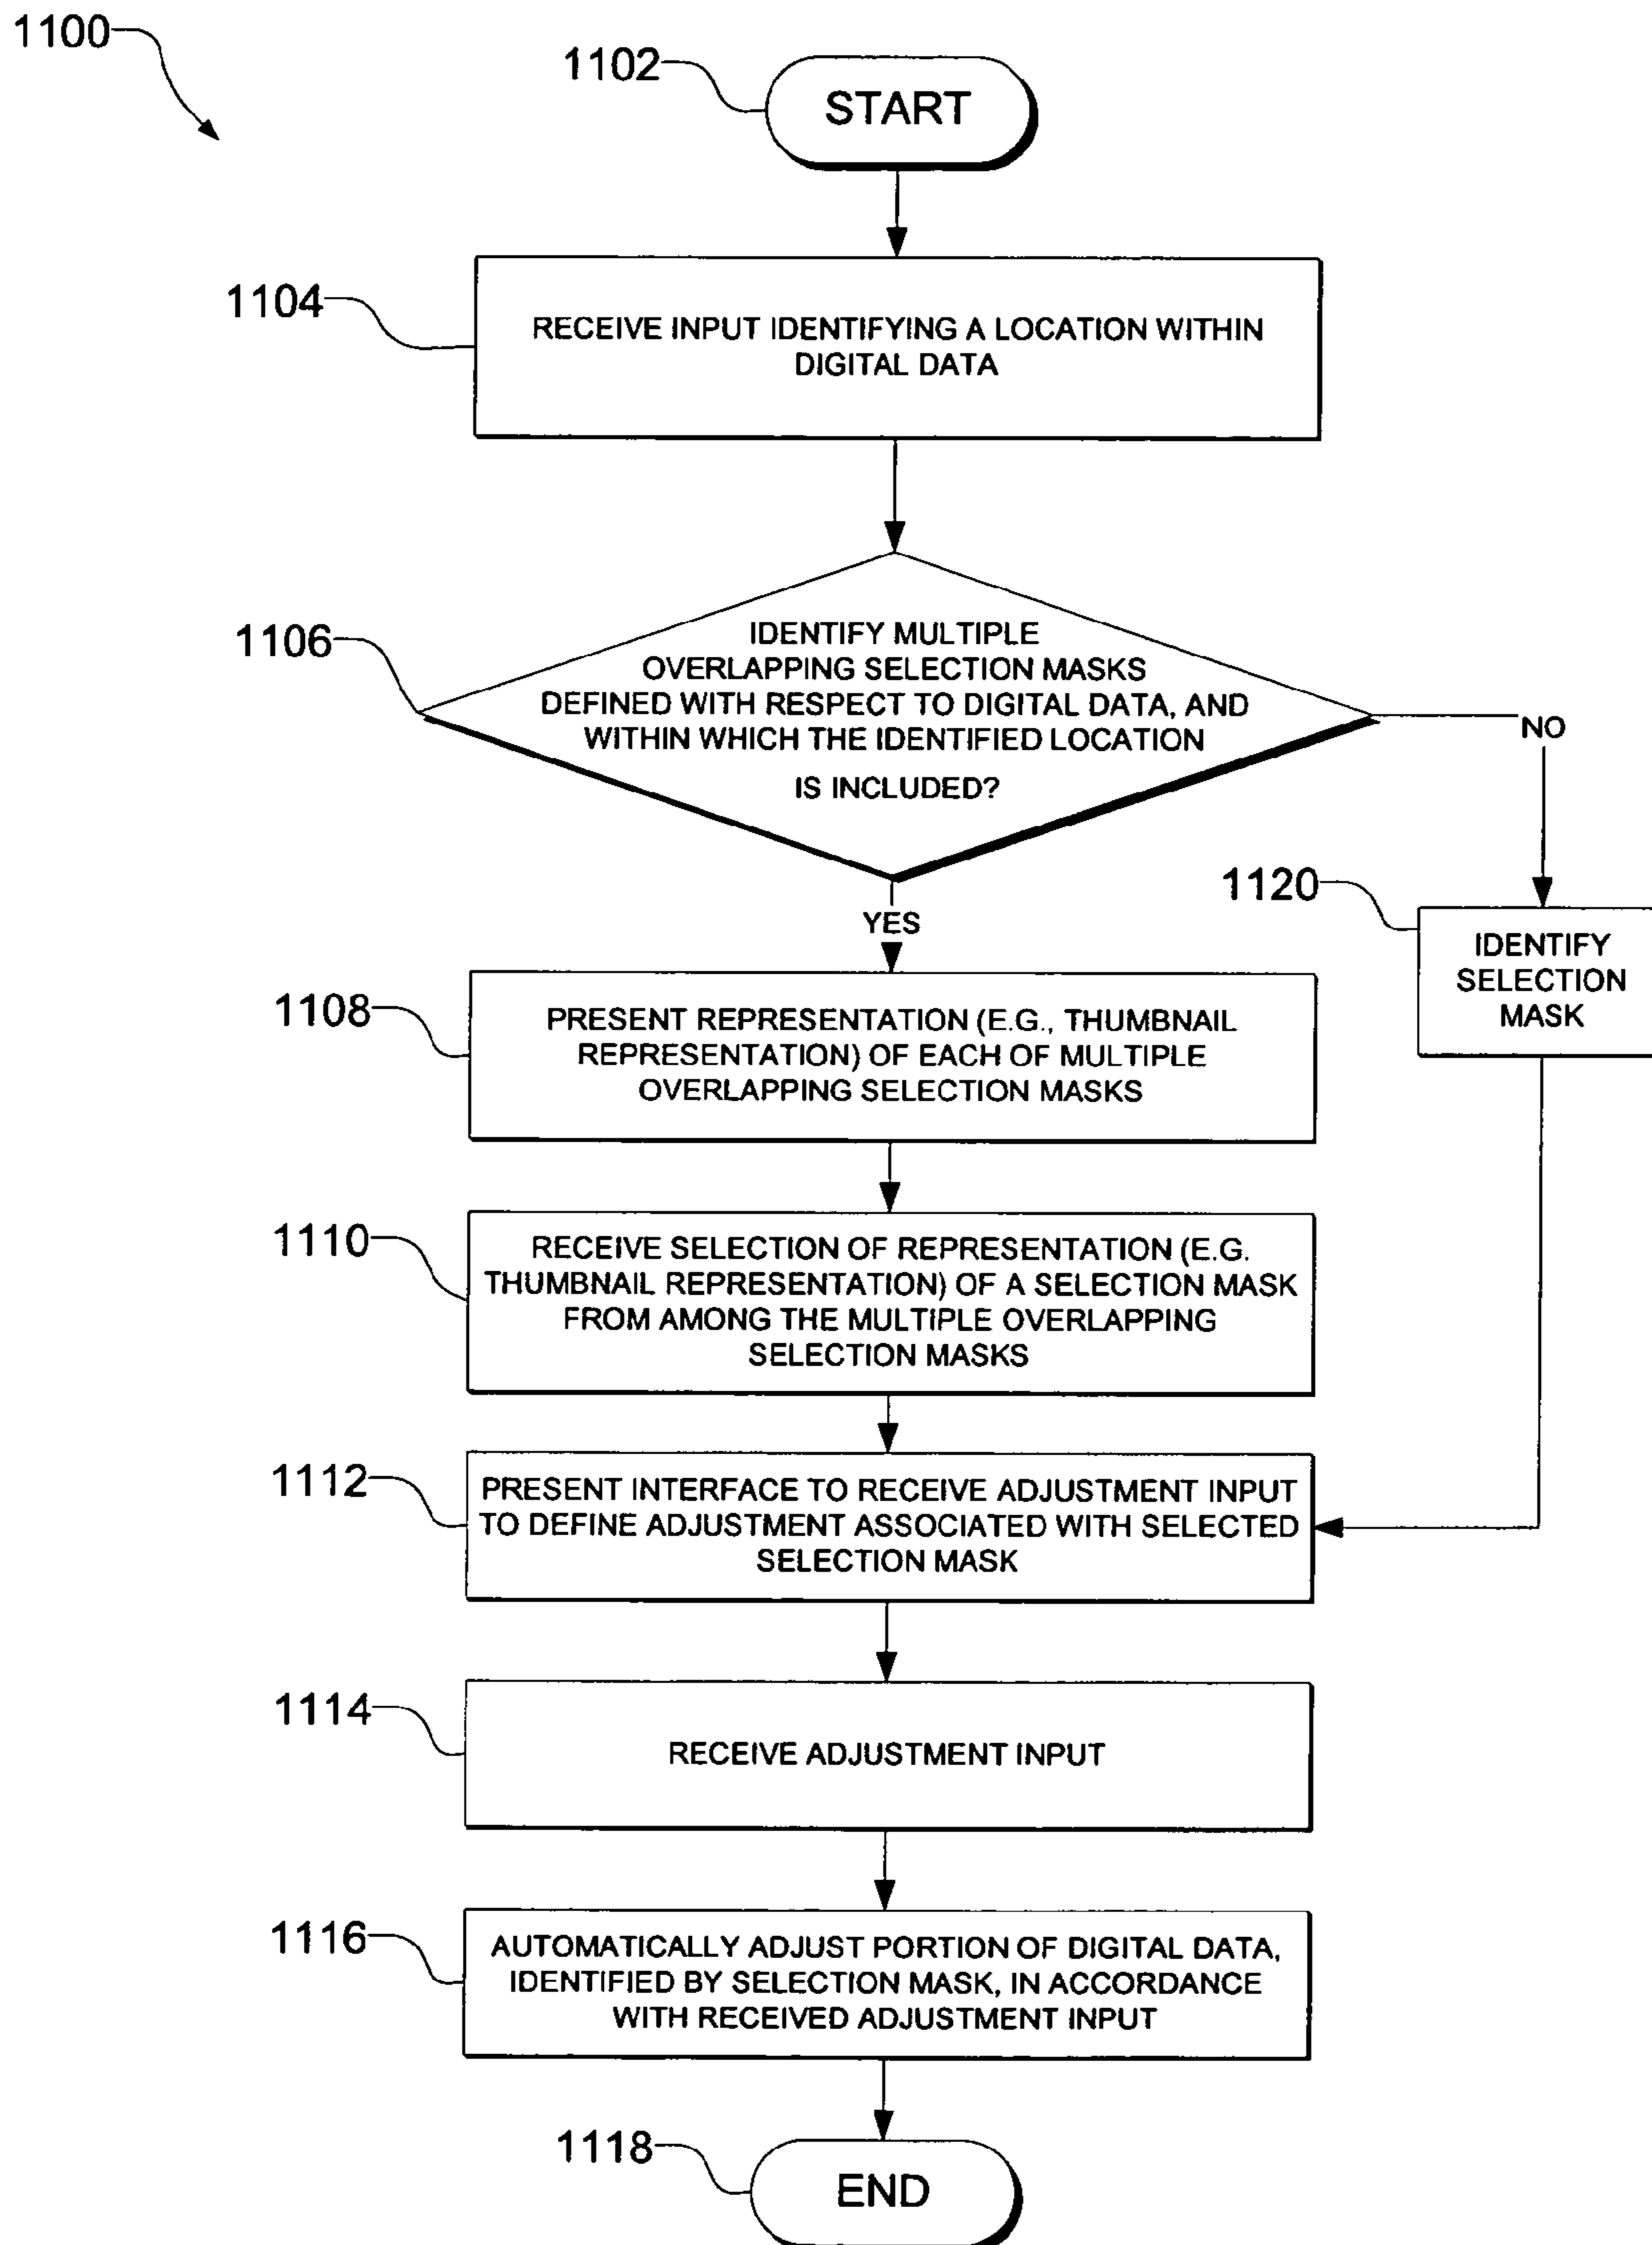 1100
1102
START
1104
RECEIVE INPUT IDENTIFYING A LOCATION WITHIN
DIGITAL DATA
1106
IDENTIFY MULTIPLE
OVERLAPPING SELECTION MASKS
DEFINED WITH RESPECT TO DIGITAL DATA, AND
WITHIN WHICH THE IDENTIFIED LOCATION
IS INCLUDED?
NO
YES
1120
IDENTIFY
SELECTION
MASK
1108
PRESENT REPRESENTATION (E.G., THUMBNAIL
REPRESENTATION) OF EACH OF MULTIPLE
OVERLAPPING SELECTION MASKS
1110
RECEIVE SELECTION OF REPRESENTATION (E.G.
THUMBNAIL REPRESENTATION) OF A SELECTION MASK
FROM AMONG THE MULTIPLE OVERLAPPING
SELECTION MASKS
1112
PRESENT INTERFACE TO RECEIVE ADJUSTMENT INPUT
TO DEFINE ADJUSTMENT ASSOCIATED WITH SELECTED
SELECTION MASK
1114
RECEIVE ADJUSTMENT INPUT
1116
AUTOMATICALLY ADJUST PORTION OF DIGITAL DATA,
IDENTIFIED BY SELECTION MASK, IN ACCORDANCE
WITH RECEIVED ADJUSTMENT INPUT
1118
END